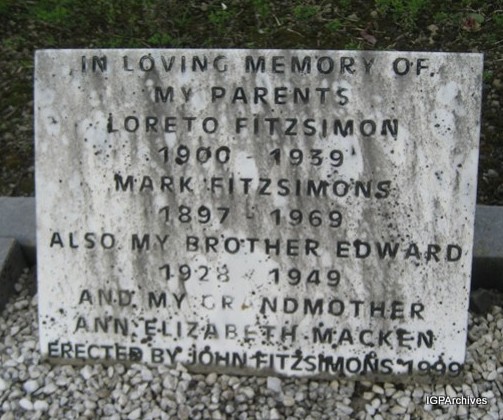 IN LOVING MEMORY OF
MY PARENTS
LORETO FITZSIMON
1900 - 1939
MARK FITZSIMONS
1897 - 1969
ALSO MY BROTHER EDWARD
1928 - 1949
AND MY GRANDMOTHER
ANN ELIZABETH MACKEN
ERECTED BY JOHN FITZSIMONS 1999
IGPArchives